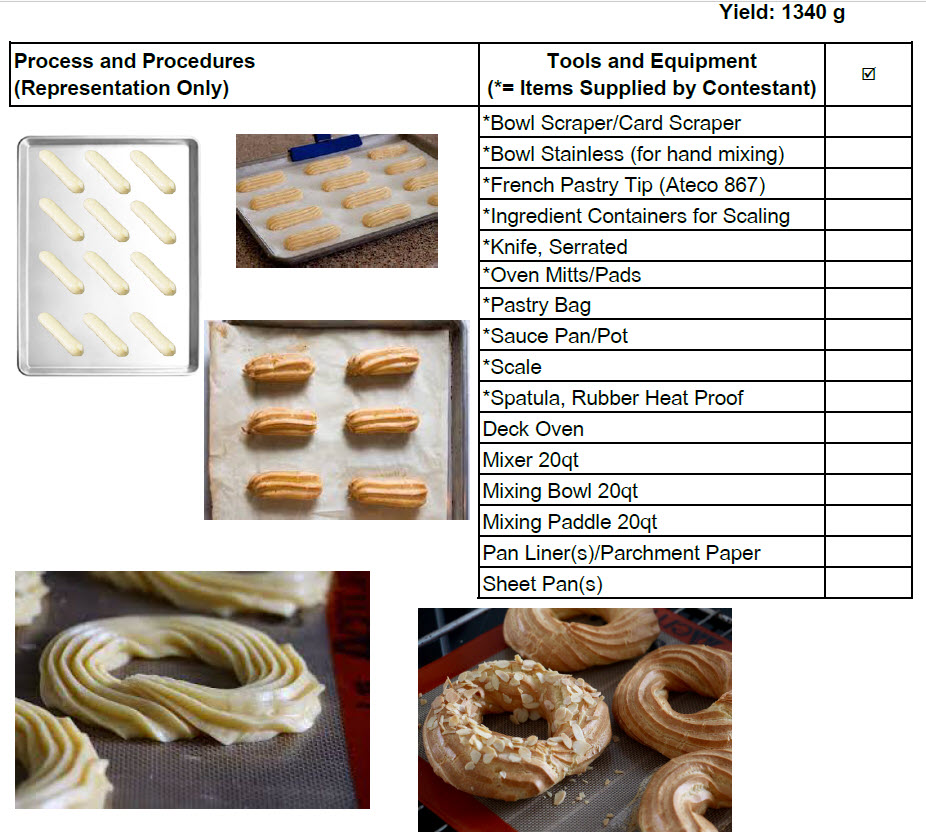 Yield: 1340 g
Process and Procedures
(Representation Only)
Tools and Equipment
(*= Items Supplied by Contestant)
☑
*Bowl Scraper/Card Scraper
*Bowl Stainless (for hand mixing)
*French Pastry Tip (Ateco 867)
*Ingredient Containers for Scaling
*Knife, Serrated
*Oven Mitts/Pads
*Pastry Bag
*Sauce Pan/Pot
*Scale
*Spatula, Rubber Heat Proof
Deck Oven
Mixer 20qt
Mixing Bowl 20qt
Mixing Paddle 20qt
Pan Liner(s)/Parchment Paper
Sheet Pan(s)